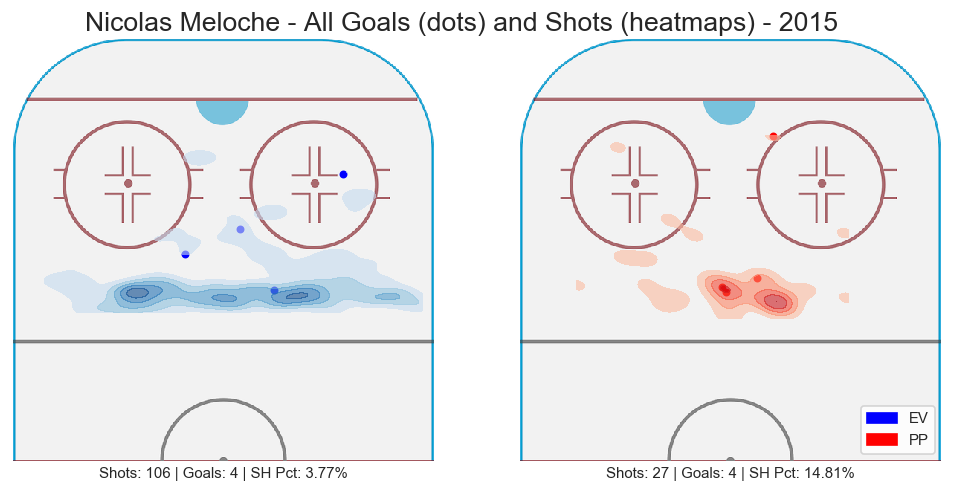 Nicolas Meloche - All Goals (dots) and Shots (heatmaps) - 2015
EV
PP
Shots: 106 | Goals: 4 | SH Pct: 3.77%
Shots: 27 | Goals: 4 | SH Pct: 14.81%